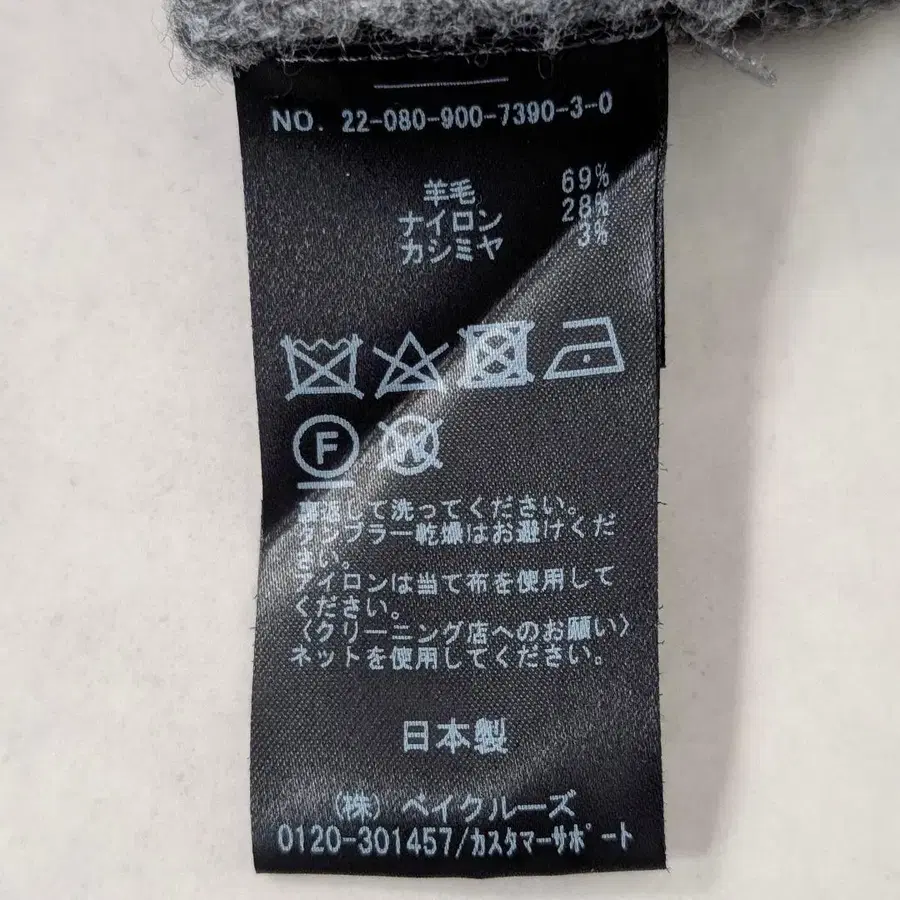 NO. 22-080-900-7390-3-0
羊毛 69%
ナイロン 28%
カシミヤ 3%
F
W
裏返して洗ってください。
タンブラー乾燥はお避けくだ
さい。
アイロンは当て布を使用して
ください。
〈クリーニング店へのお願い〉
ネットを使用してください。
日本製
(株)ベイクルーズ
0120-301457/カスタマーサポート